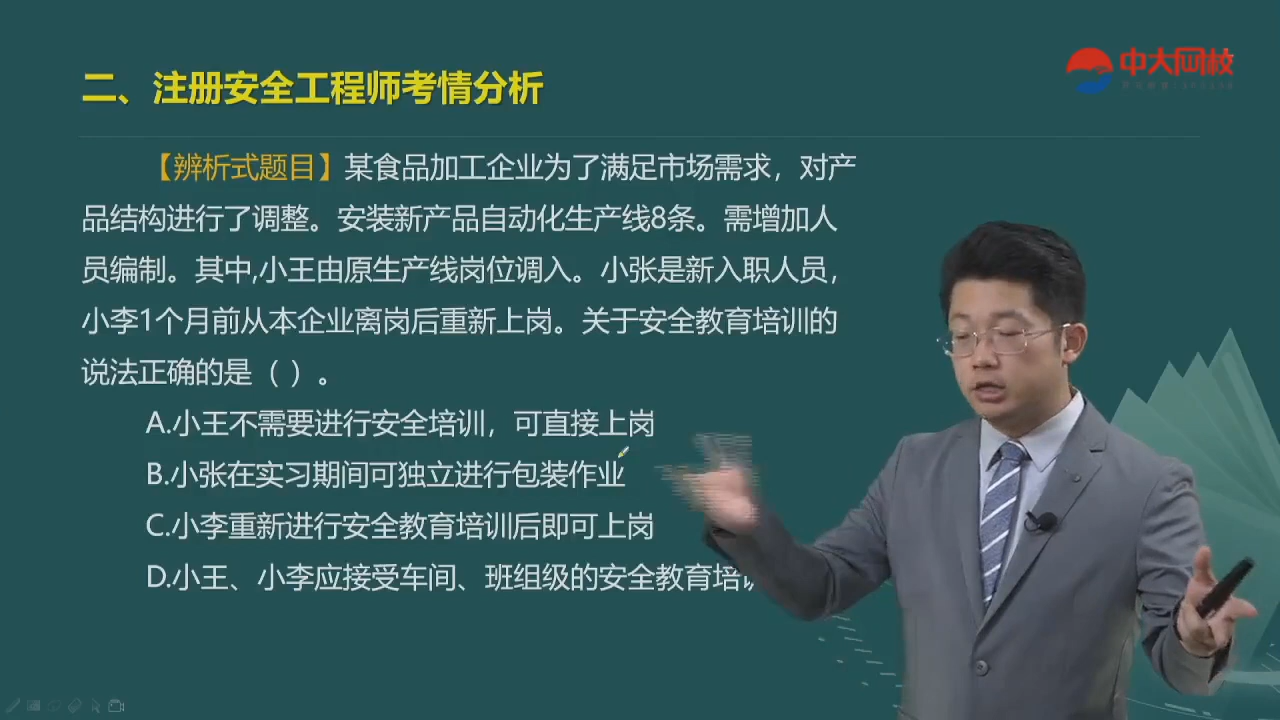 二、注册安全工程师考情分析
中大网校
【辨析式题目】某食品加工企业为了满足市场需求，对产
品结构进行了调整。安装新产品自动化生产线8条。需增加人
员编制。其中,小王由原生产线岗位调入。小张是新入职人员，
小李1个月前从本企业离岗后重新上岗。关于安全教育培训的
说法正确的是（ ）。
A.小王不需要进行安全培训，可直接上岗
B.小张在实习期间可独立进行包装作业
C.小李重新进行安全教育培训后即可上岗
D.小王、小李应接受车间、班组级的安全教育培